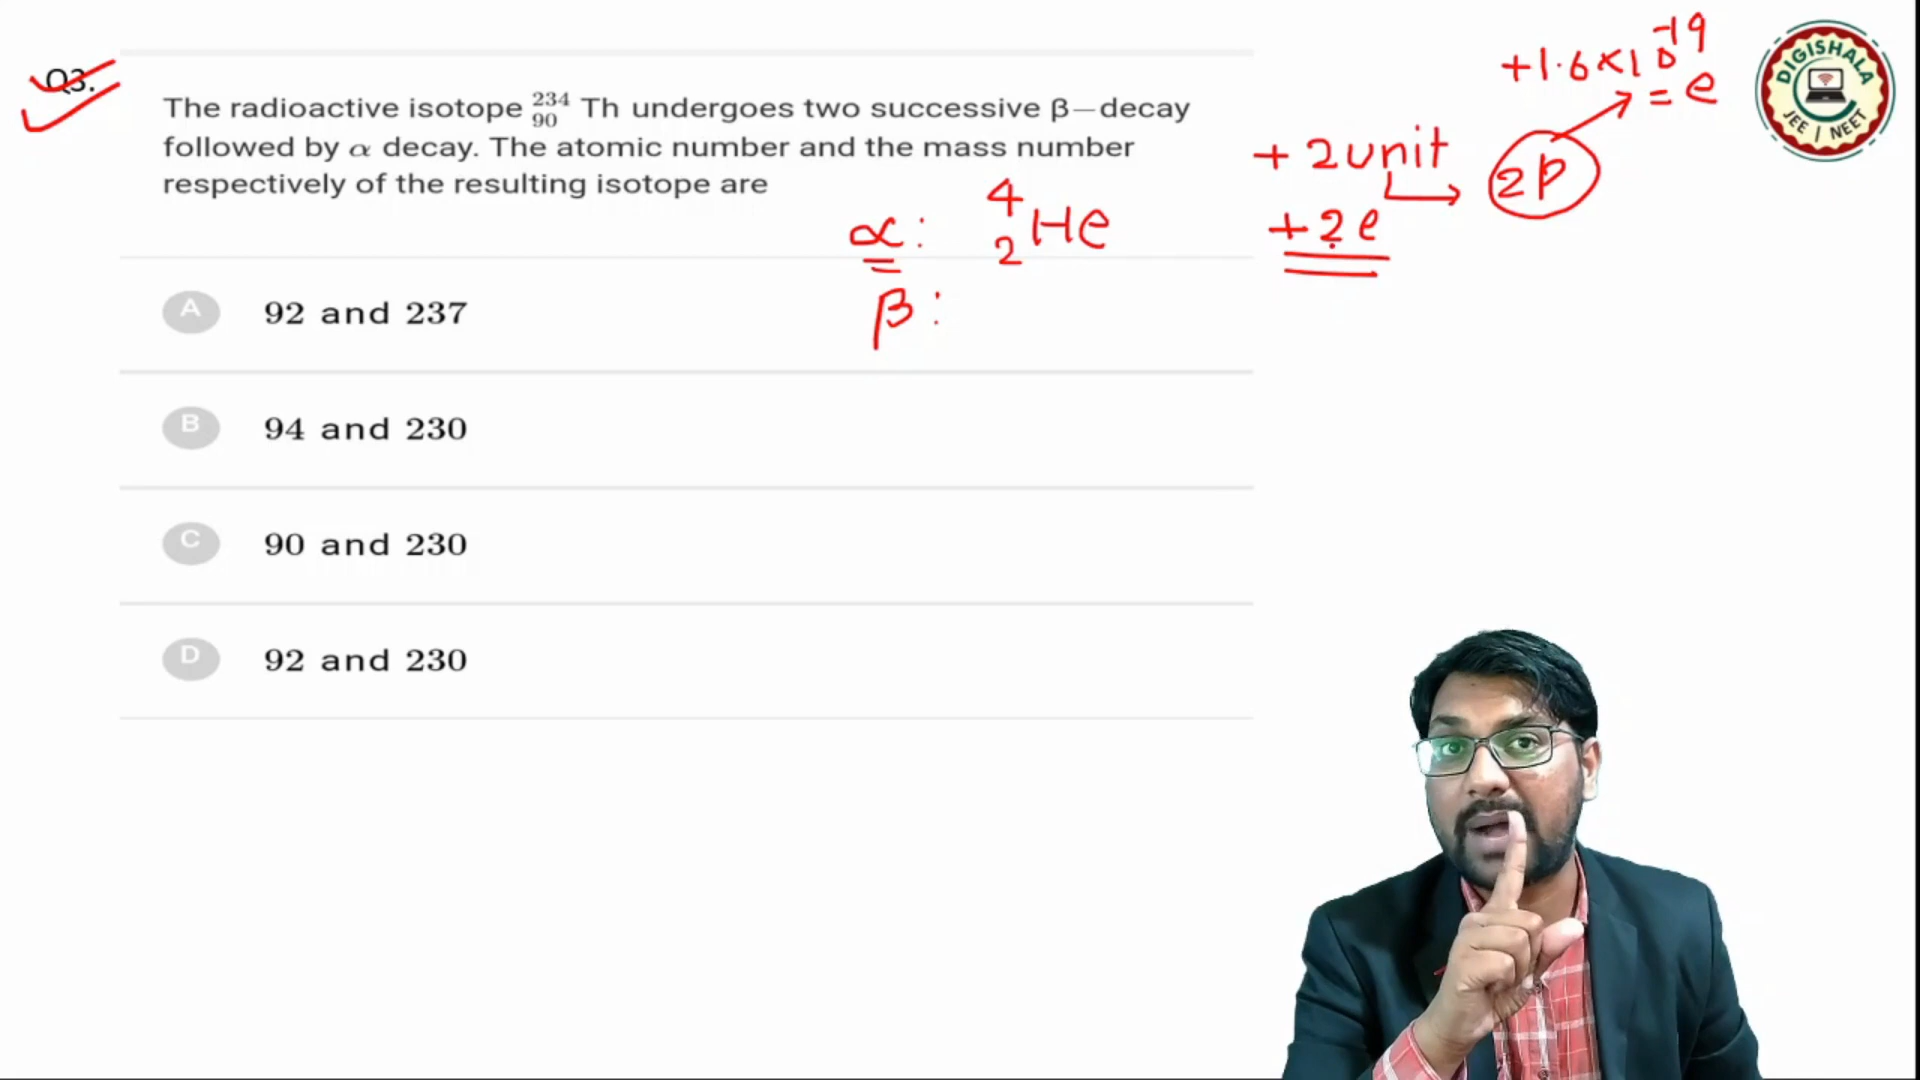 Q3.
The radioactive isotope ²³⁴₉₀ Th undergoes two successive β–decay
followed by α decay. The atomic number and the mass number
respectively of the resulting isotope are
A 92 and 237
B 94 and 230
C 90 and 230
D 92 and 230
α : ⁴₂He
β :
+ 2unit
+2e
2p
+1.6×10⁻¹⁹
= e
DIGISHALA
JEE | NEET